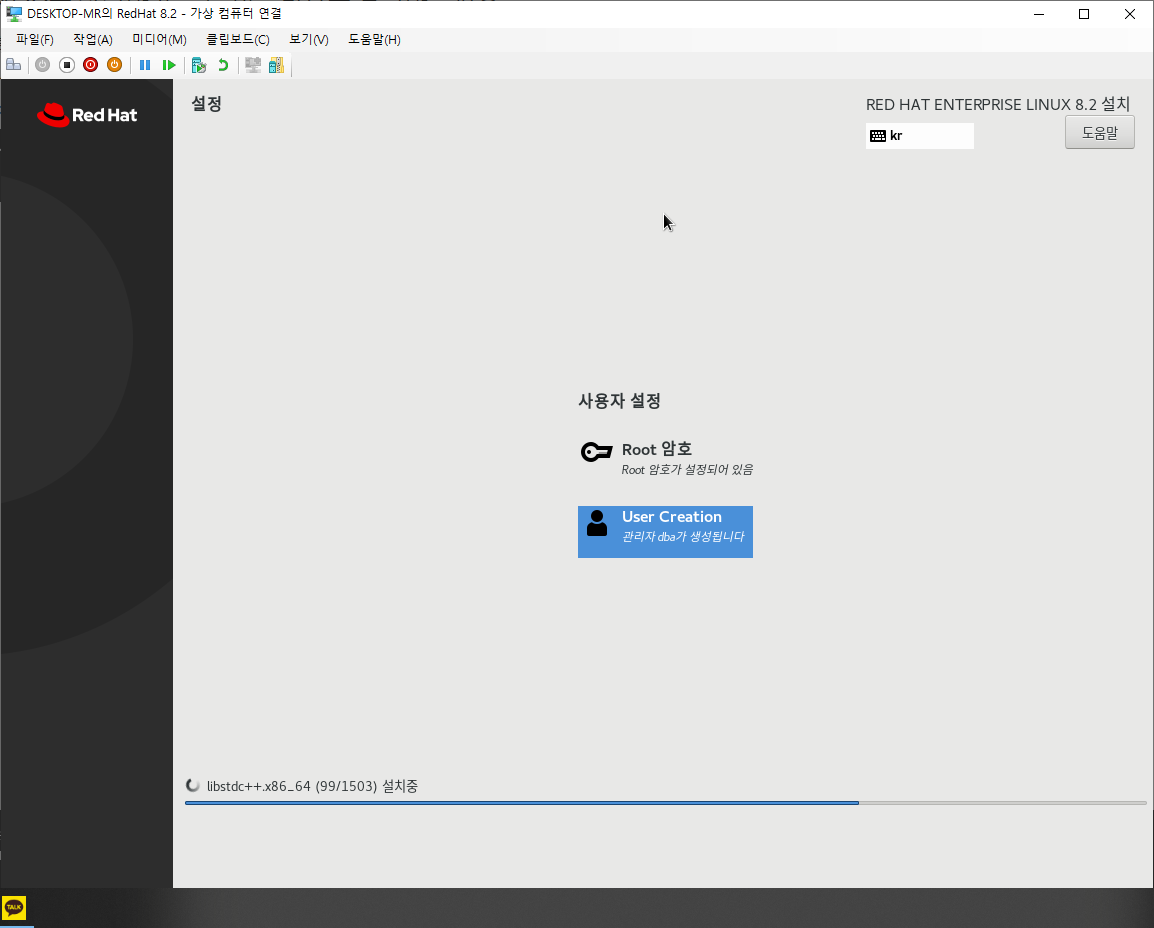 DESKTOP-MR의 RedHat 8.2 - 가상 컴퓨터 연결
파일(F) 작업(A) 미디어(M) 클립보드(C) 보기(V) 도움말(H)
Red Hat
설정
RED HAT ENTERPRISE LINUX 8.2 설치
kr
도움말
사용자 설정
Root 암호
Root 암호가 설정되어 있음
User Creation
관리자 dba가 생성됩니다
libstdc++.x86_64 (99/1503) 설치중
TALK